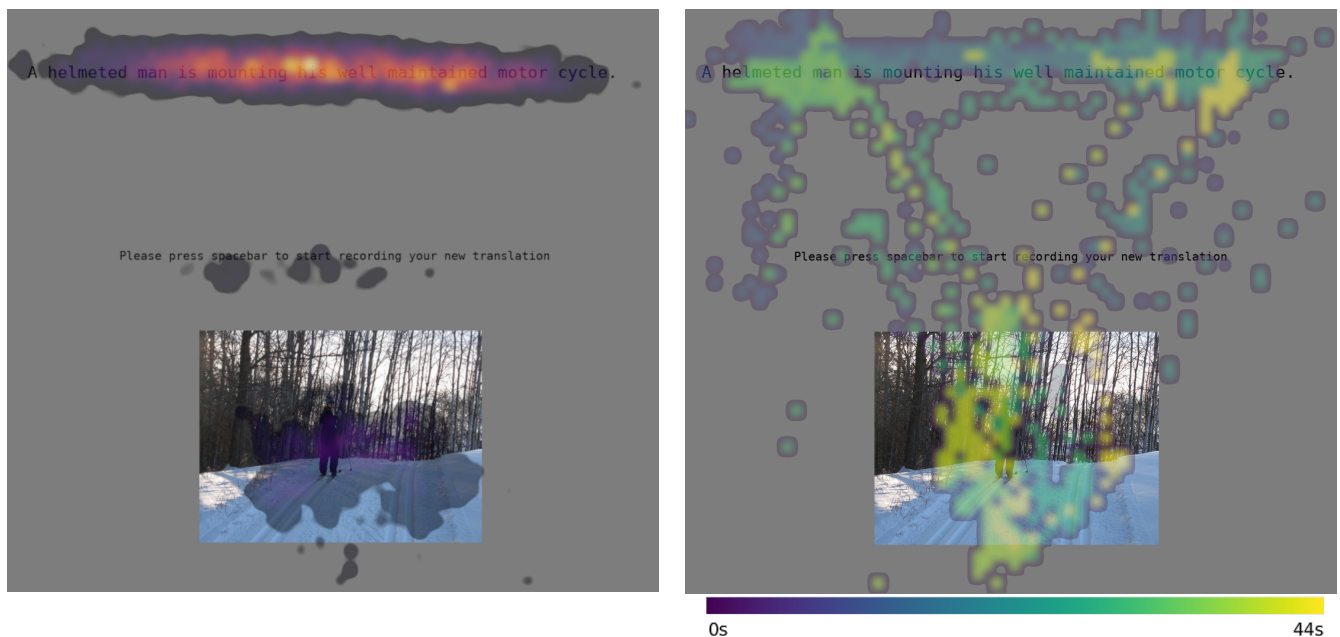 A helmeted man is mounting his well maintained motor cycle.
Please press spacebar to start recording your new translation
A helmeted man is mounting his well maintained motor cycle.
Please press spacebar to start recording your new translation
0s 44s